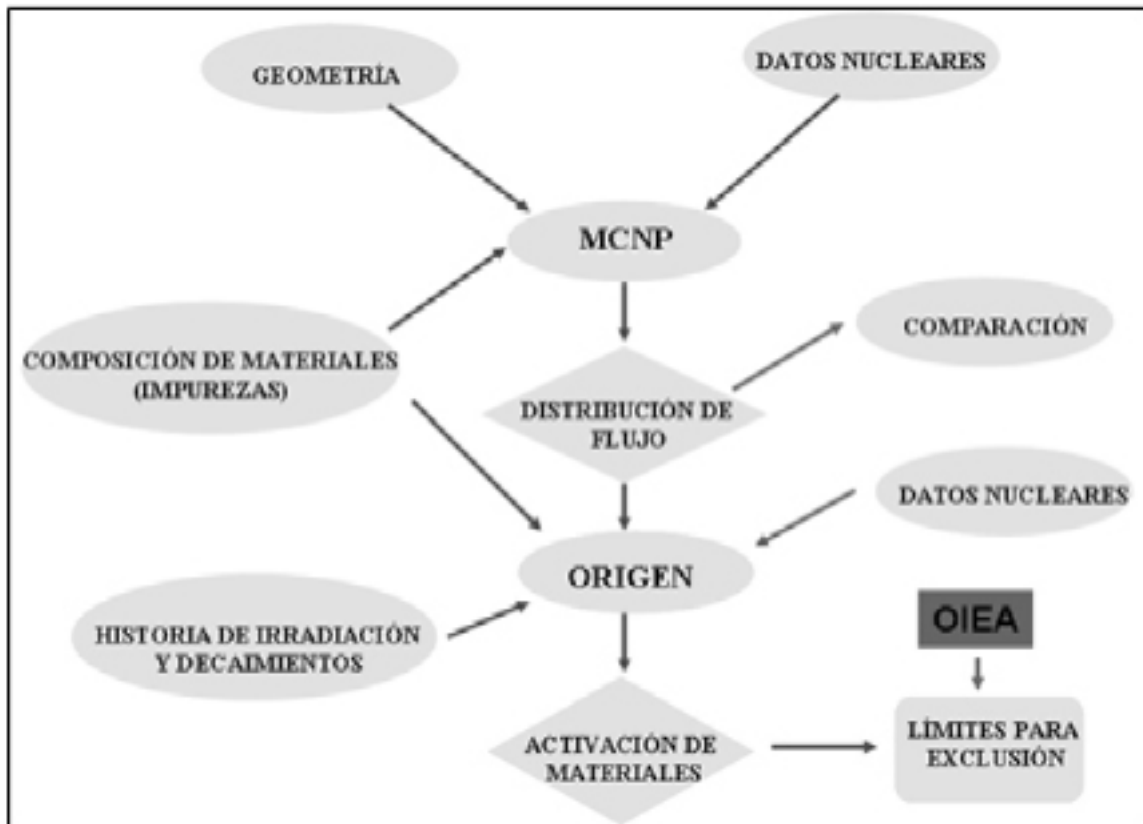 GEOMETRÍA
DATOS NUCLEARES
MCNP
COMPOSICIÓN DE MATERIALES
(IMPUREZAS)
COMPARACIÓN
DISTRIBUCIÓN DE
FLUJO
DATOS NUCLEARES
ORIGEN
HISTORIA DE IRRADIACIÓN
Y DECAIMIENTOS
OIEA
ACTIVACIÓN DE
MATERIALES
LÍMITES PARA
EXCLUSIÓN